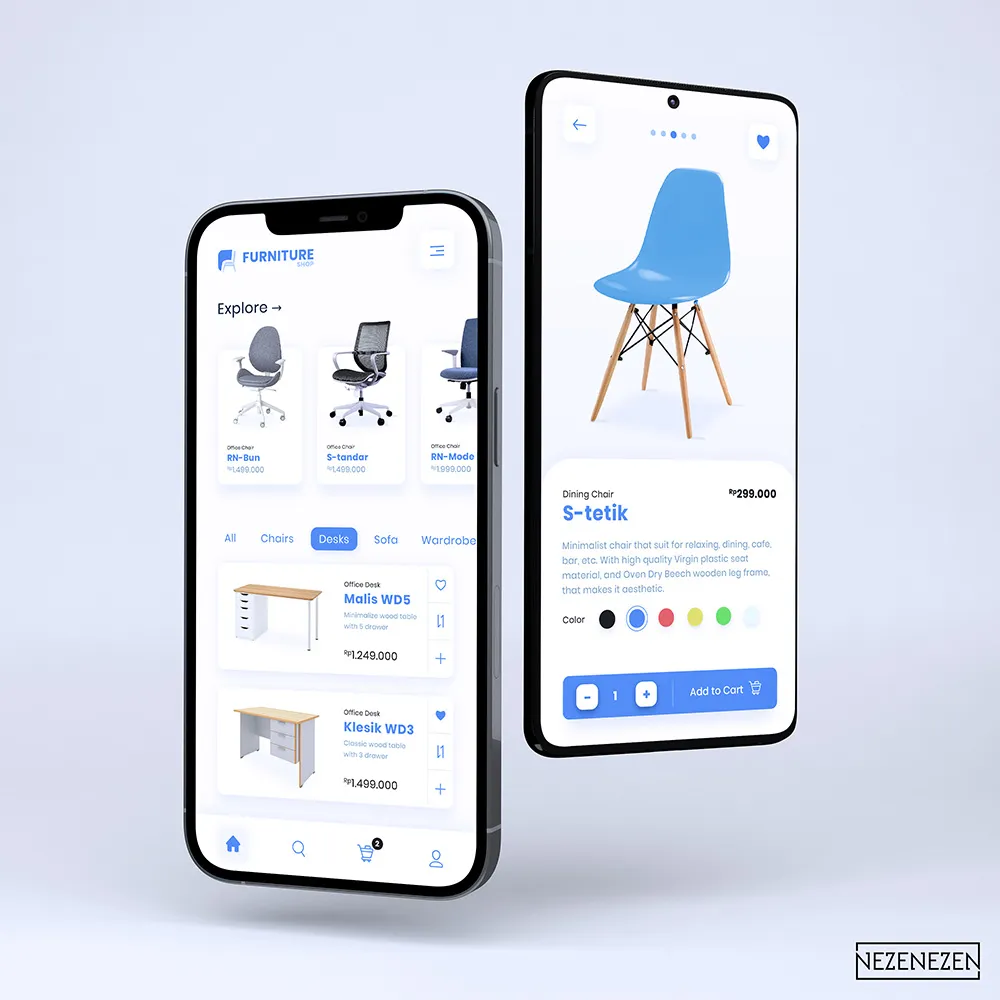 FURNITURE
SHOP
Explore →
Office Chair
RN-Bun
Rp1.499.000
Office Chair
S-tandar
Rp1.499.000
Office Chair
RN-Mode
Rp1.999.000
All Chairs Desks Sofa Wardrobe
Office Desk
Malis WD5
Minimalize wood table
with 5 drawer
Rp1.249.000
Office Desk
Klesik WD3
Classic wood table
with 3 drawer
Rp1.499.000
2
Dining Chair
Rp299.000
S-tetik
Minimalist chair that suit for relaxing, dining, cafe,
bar, etc. With high quality Virgin plastic seat
material, and Oven Dry Beech wooden leg frame,
that makes it aesthetic.
Color
- 1 + Add to Cart
NEZENEZEN